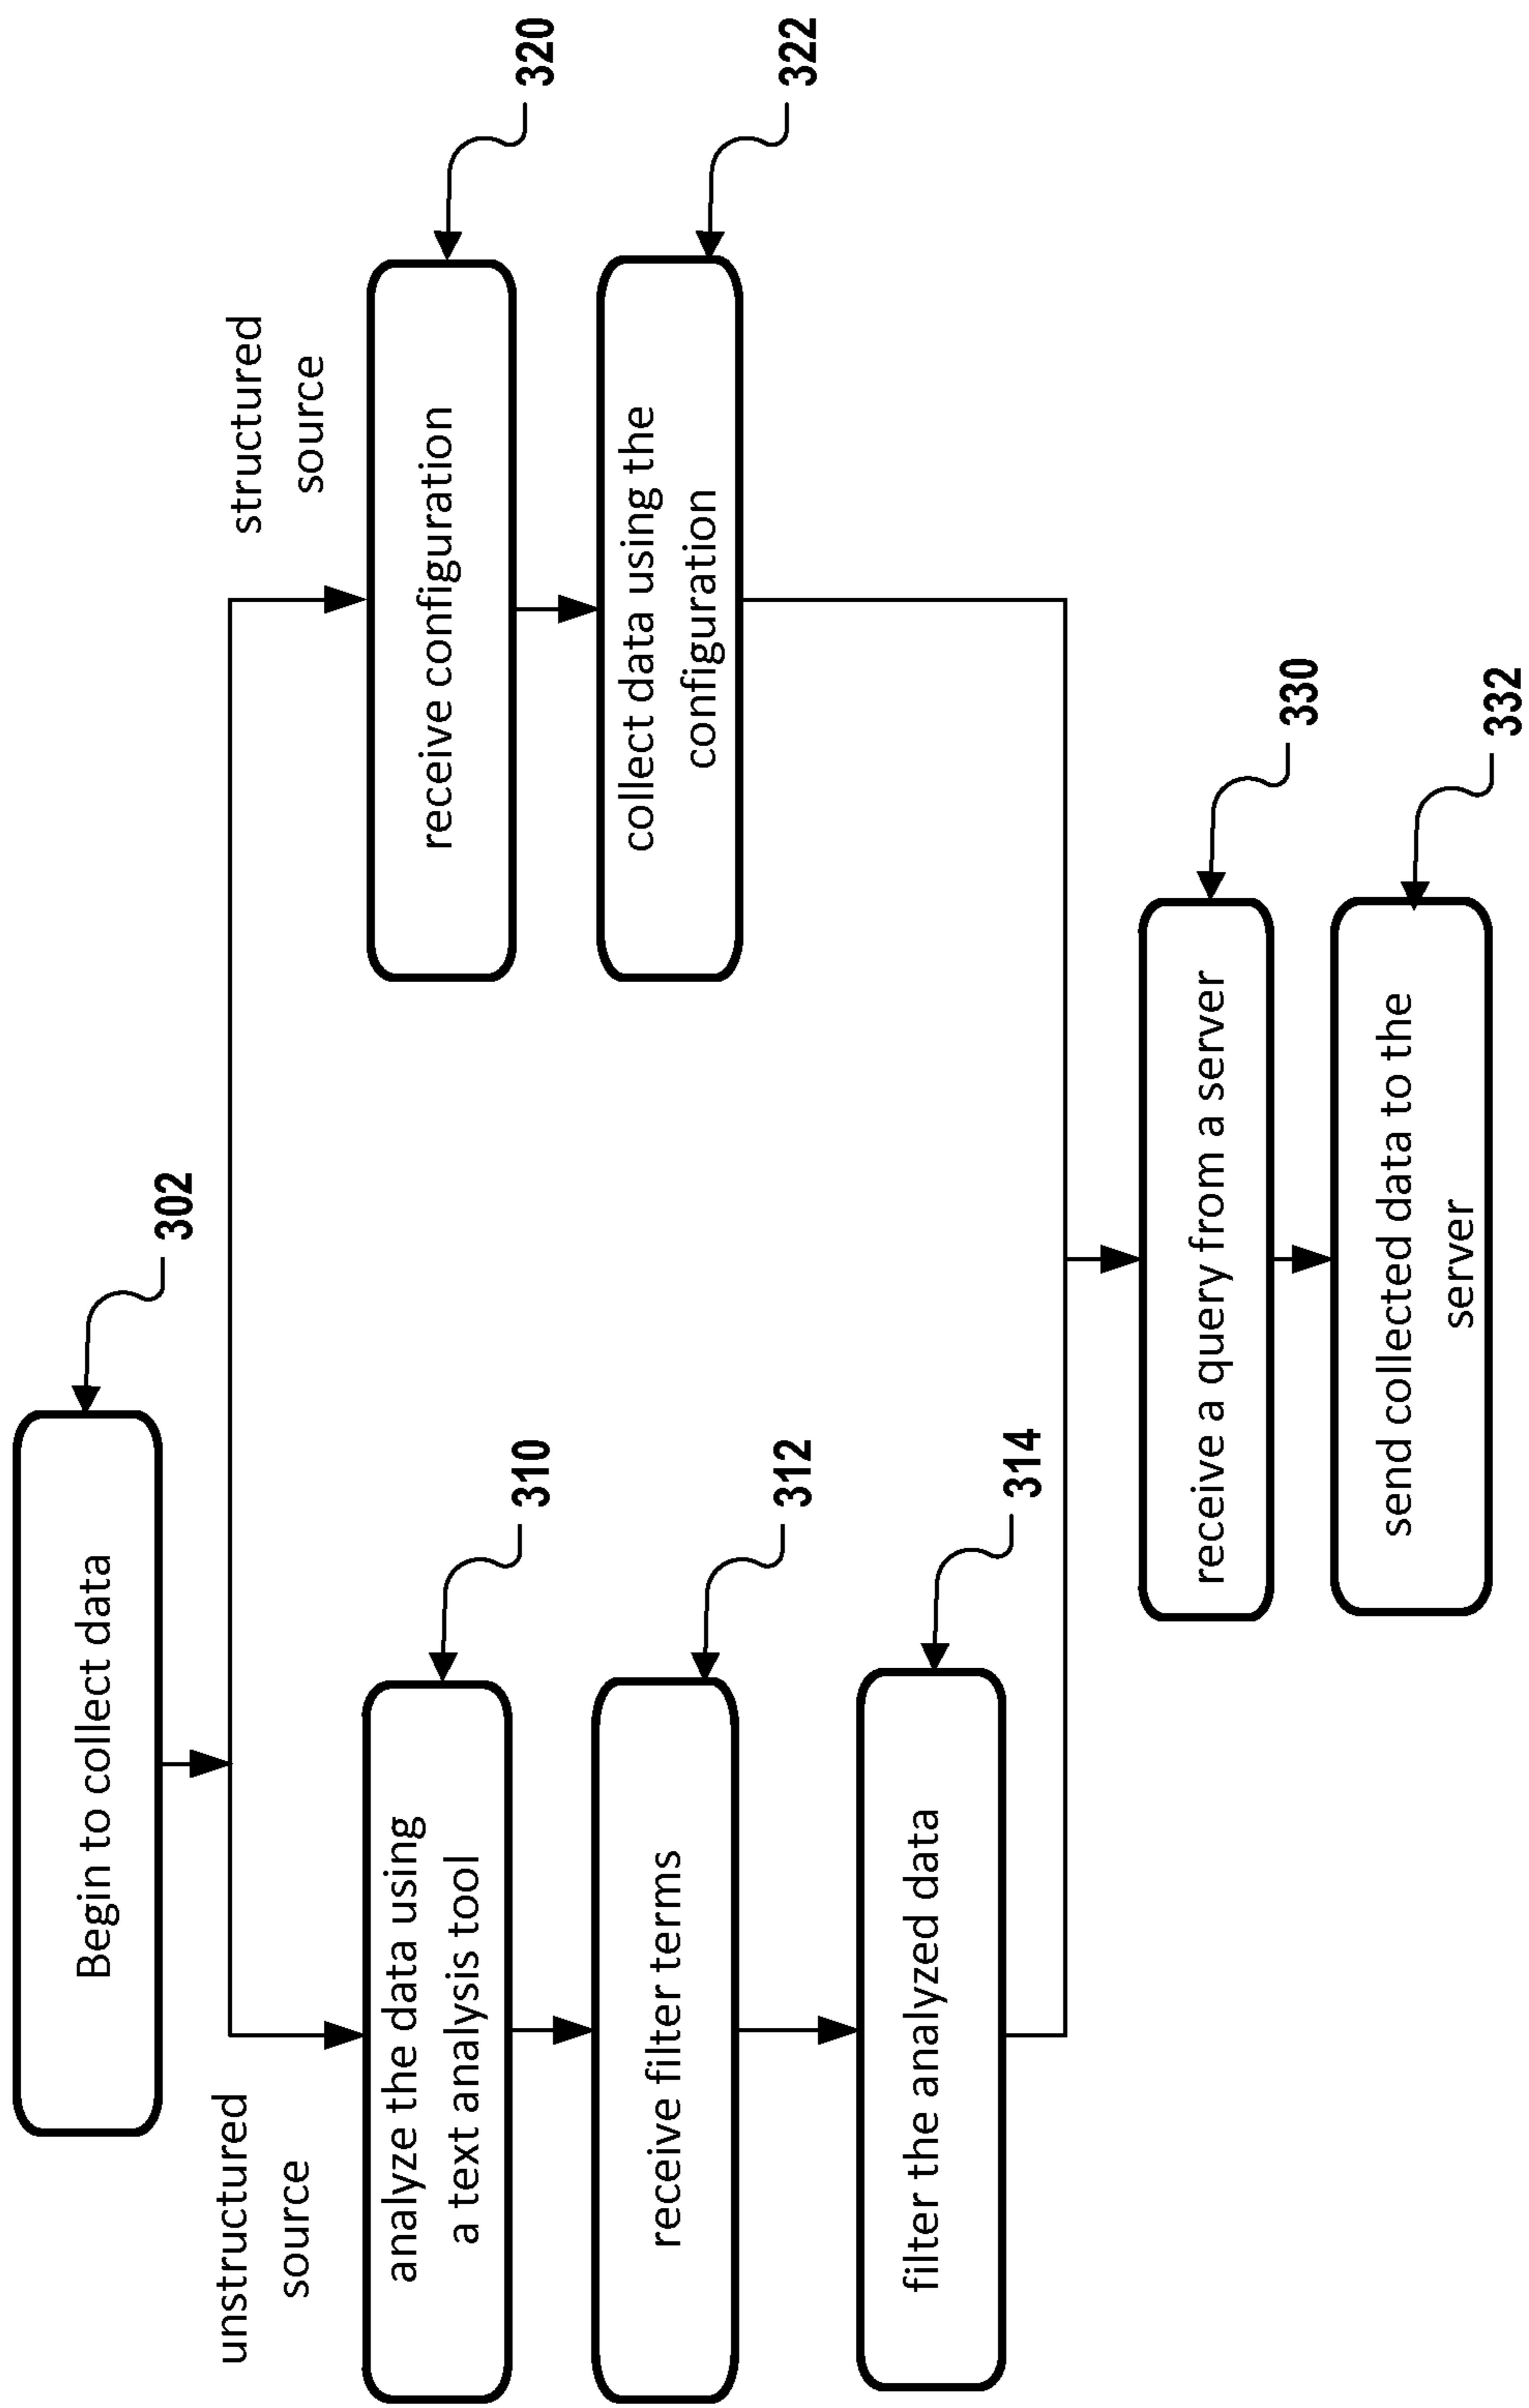 Begin to collect data
302
unstructured
source
structured
source
analyze the data using
a text analysis tool
310
receive filter terms
312
filter the analyzed data
314
receive configuration
320
collect data using the
configuration
322
receive a query from a server
330
send collected data to the
server
332